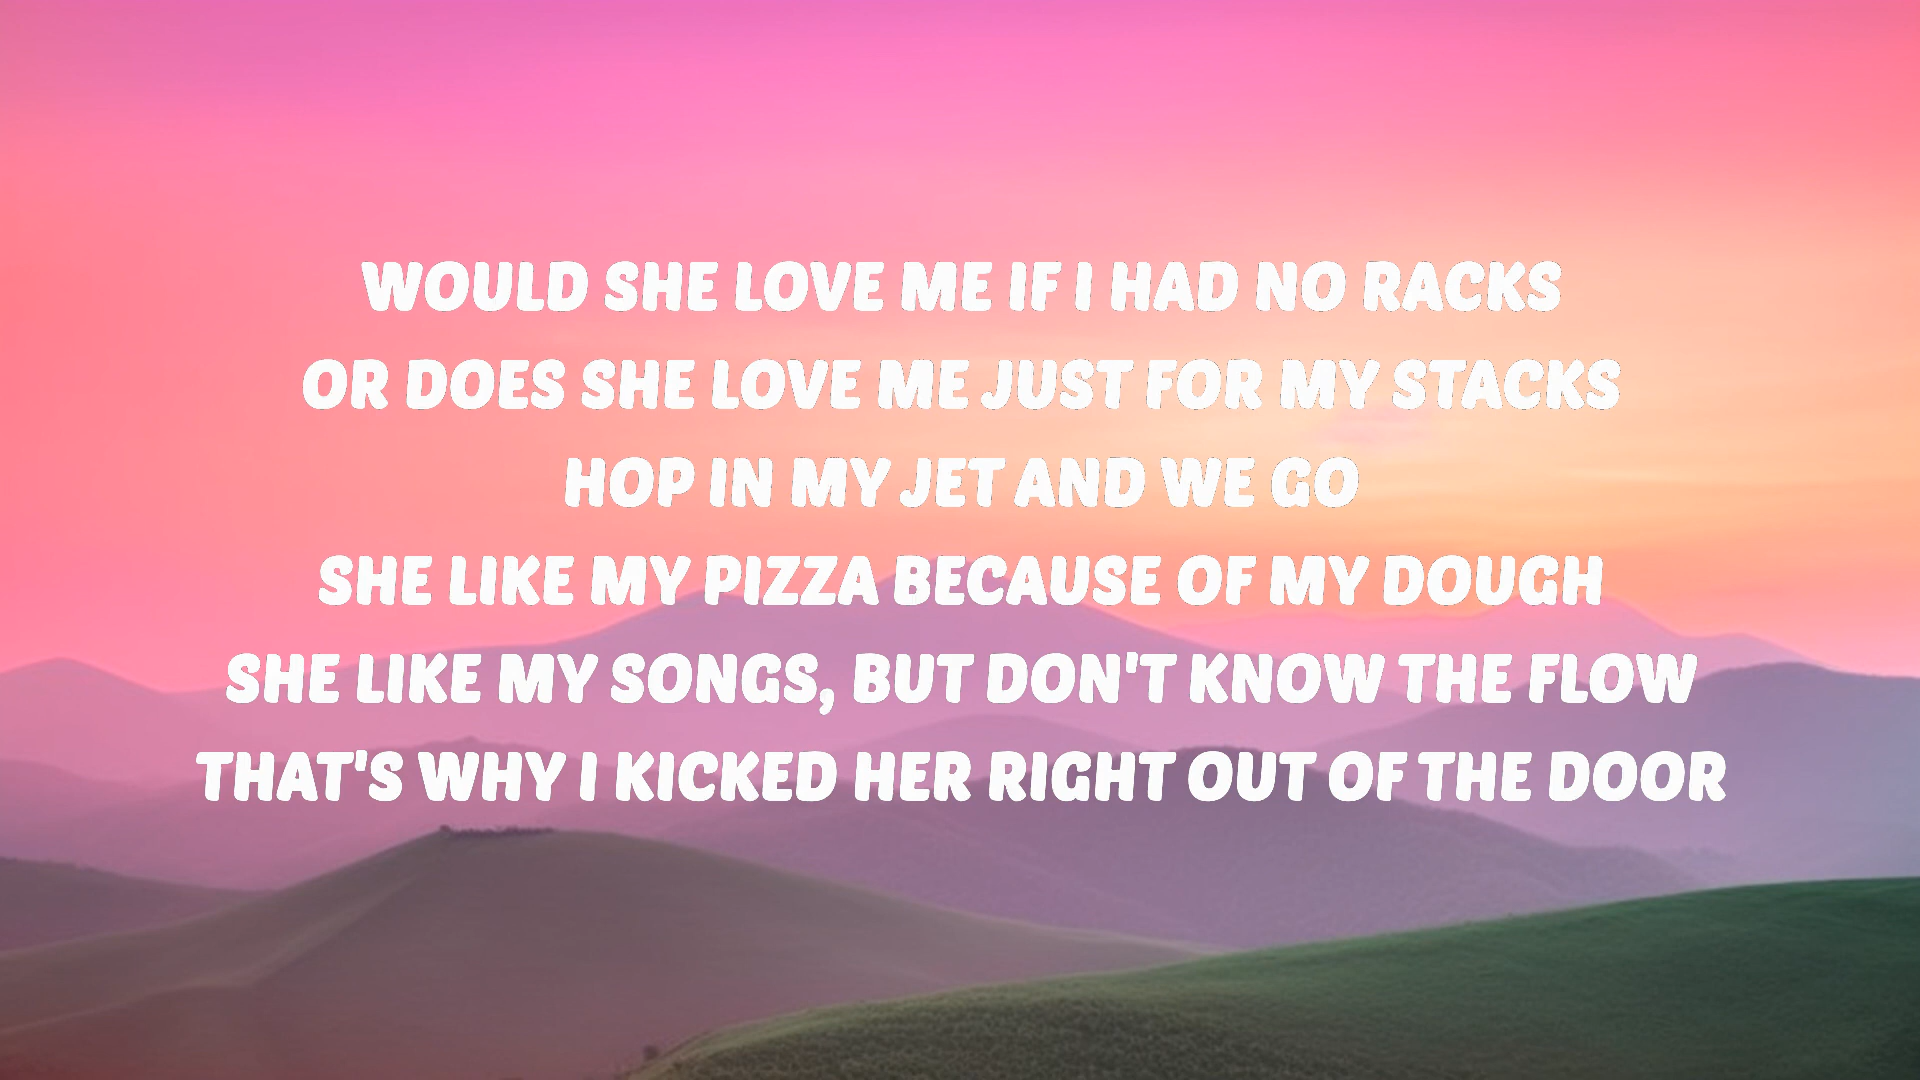 WOULD SHE LOVE ME IF I HAD NO RACKS
OR DOES SHE LOVE ME JUST FOR MY STACKS
HOP IN MY JET AND WE GO
SHE LIKE MY PIZZA BECAUSE OF MY DOUGH
SHE LIKE MY SONGS, BUT DON'T KNOW THE FLOW
THAT'S WHY I KICKED HER RIGHT OUT OF THE DOOR